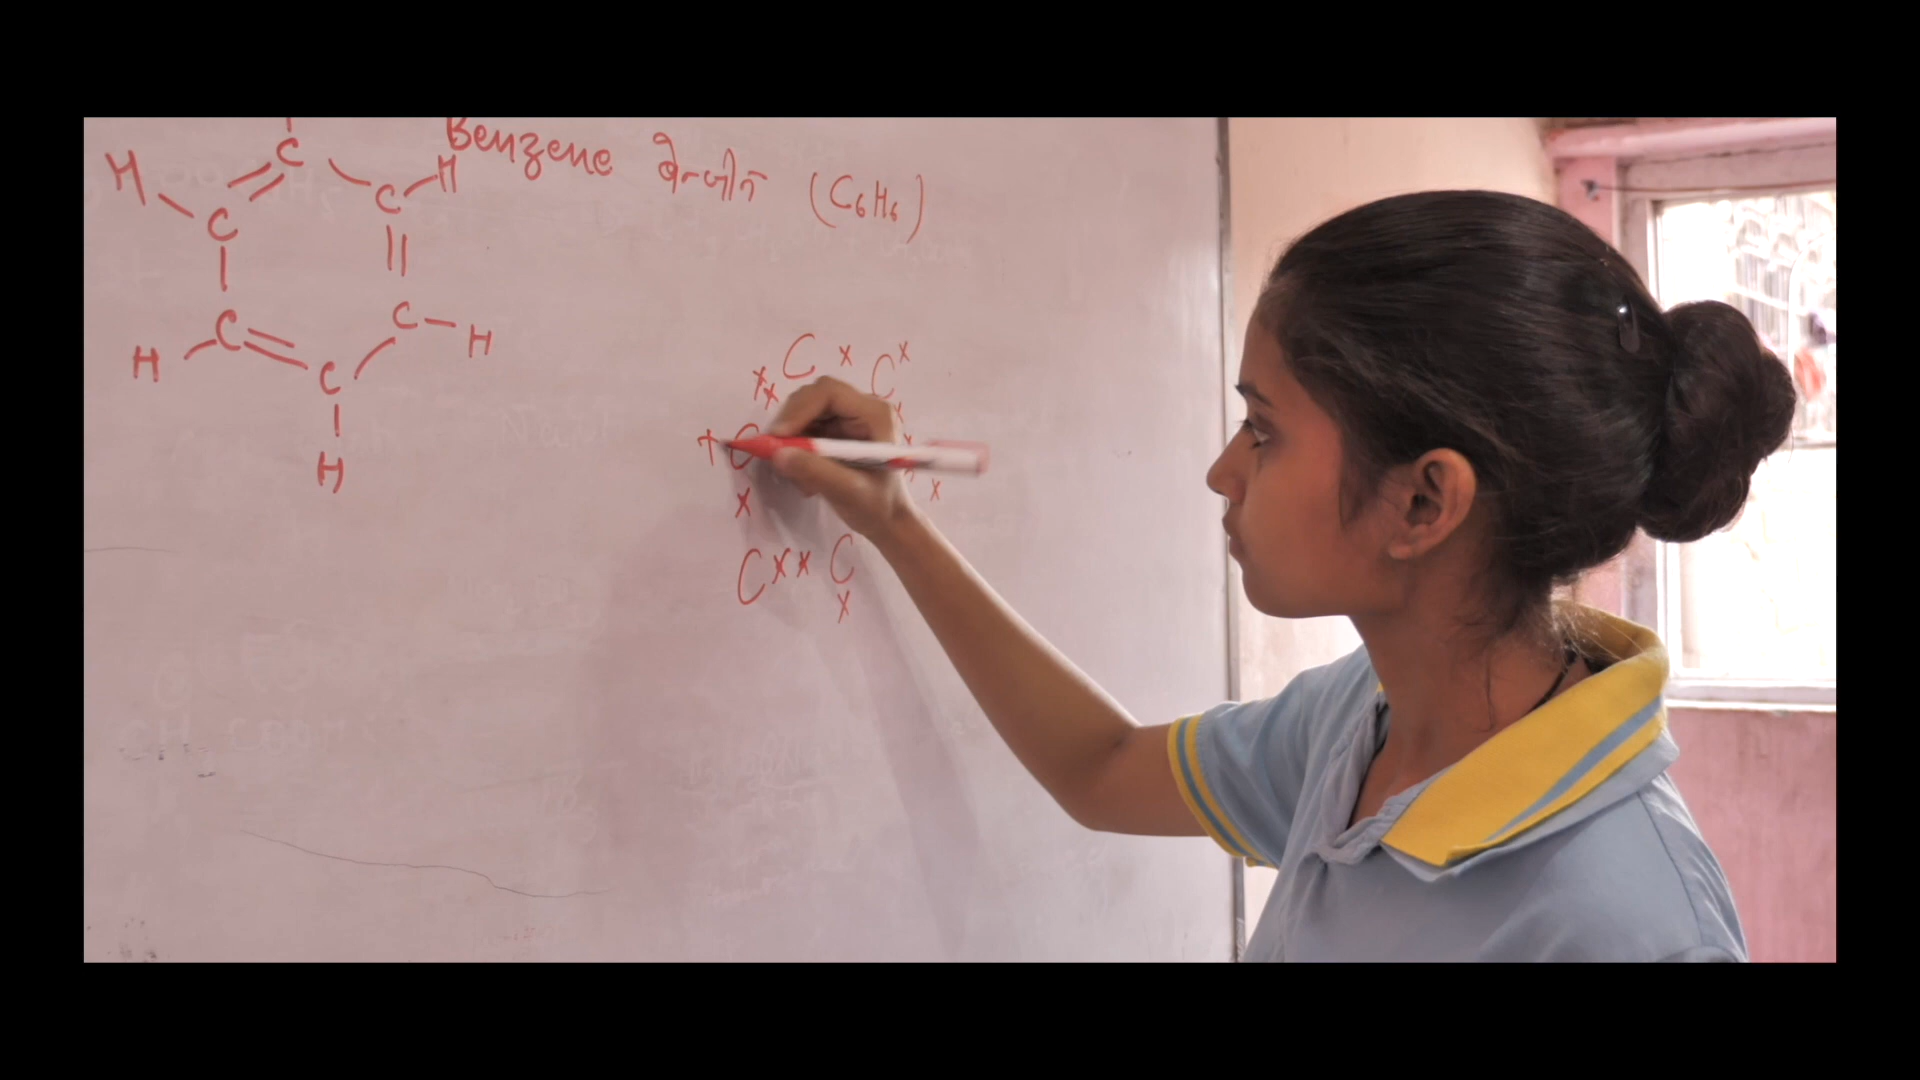 Benzene बेन्जीन (C₆H₆)
C
H C C H
C C H
H C
H
C x C x
x x
x C
x x
x
C x x C
x